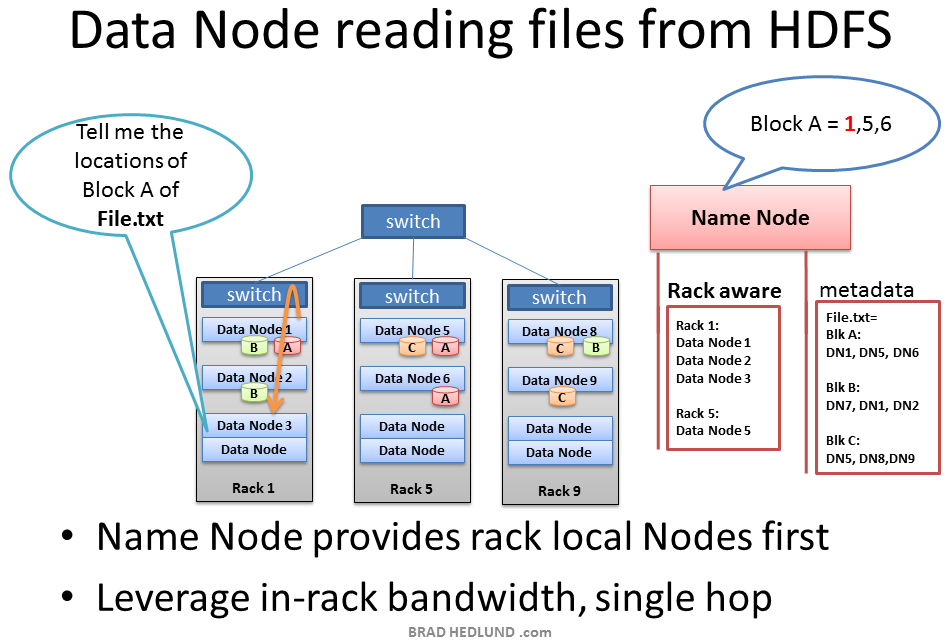 Data Node reading files from HDFS
Tell me the
locations of
Block A of
File.txt
Block A = 1,5,6
Name Node
switch
switch
Data Node 1
B A
Data Node 2
B
Data Node 3
Data Node
Rack 1
switch
Data Node 5
C A
Data Node 6
A
Data Node
Data Node
Rack 5
switch
Data Node 8
C B
Data Node 9
C
Data Node
Data Node
Rack 9
Rack aware
Rack 1:
Data Node 1
Data Node 2
Data Node 3
Rack 5:
Data Node 5
metadata
File.txt=
Blk A:
DN1, DN5, DN6
Blk B:
DN7, DN1, DN2
Blk C:
DN5, DN8,DN9
• Name Node provides rack local Nodes first
• Leverage in-rack bandwidth, single hop
BRAD HEDLUND .com